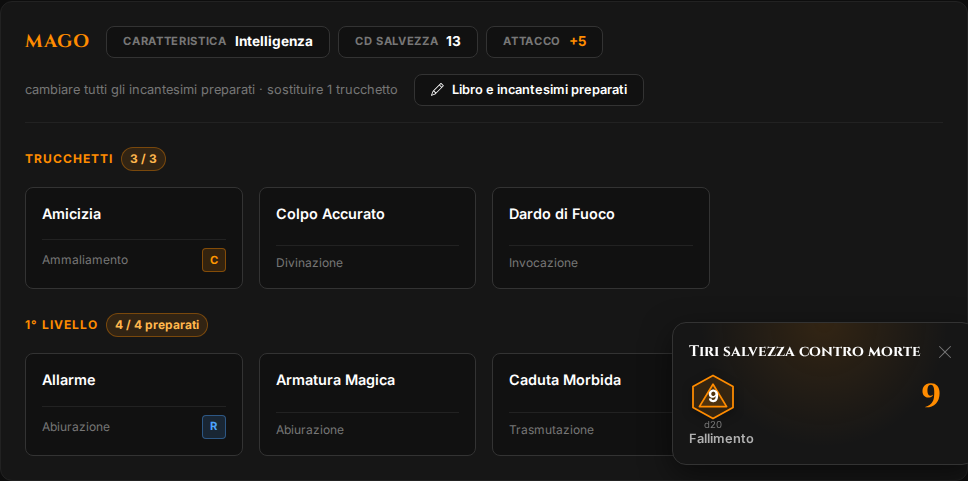 MAGO
CARATTERISTICA Intelligenza
CD SALVEZZA 13
ATTACCO +5
cambiare tutti gli incantesimi preparati · sostituire 1 trucchetto
Libro e incantesimi preparati
TRUCCHETTI 3 / 3
Amicizia
Ammaliamento C
Colpo Accurato
Divinazione
Dardo di Fuoco
Invocazione
1° LIVELLO 4 / 4 preparati
Allarme
Abiurazione R
Armatura Magica
Abiurazione
Caduta Morbida
Trasmutazione
Tiri salvezza contro morte
9
d20
9
Fallimento